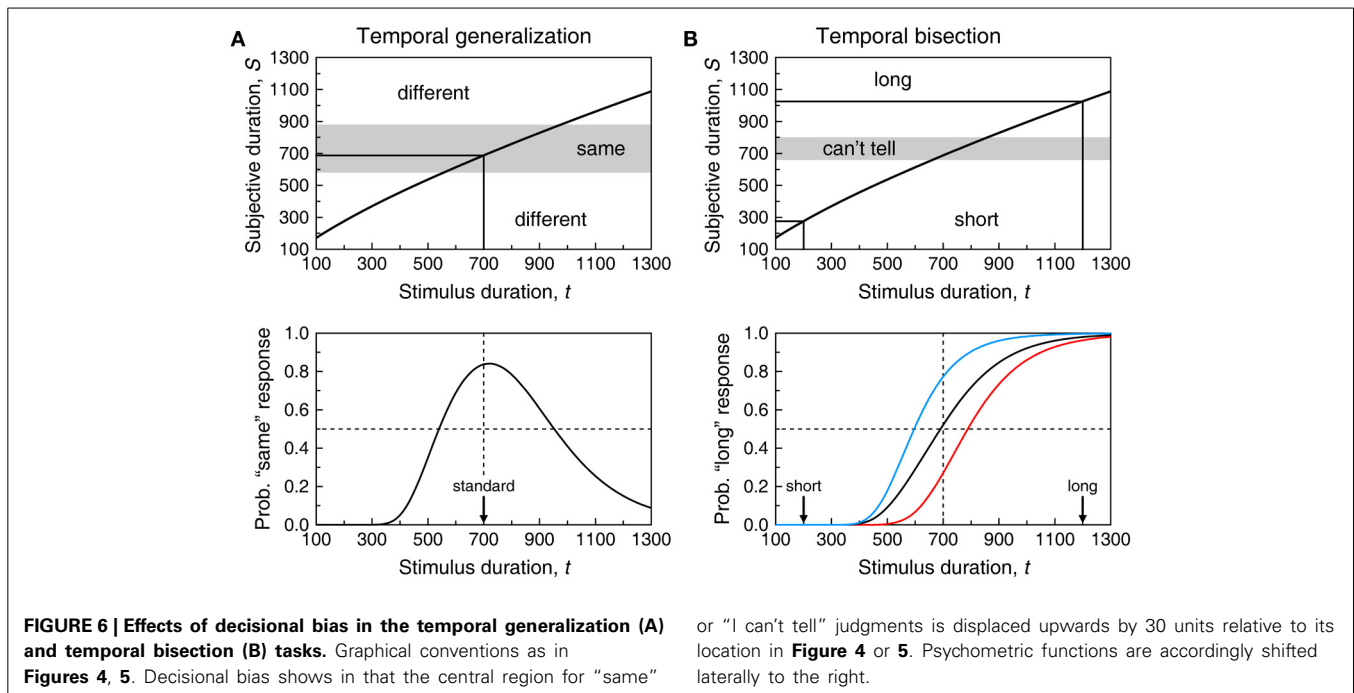 A Temporal generalization
Subjective duration, S
1300
1100
900
700
500
300
100
different
same
different
100 300 500 700 900 1100 1300
Stimulus duration, t
B Temporal bisection
Subjective duration, S
1300
1100
900
700
500
300
100
long
can't tell
short
100 300 500 700 900 1100 1300
Stimulus duration, t
Prob. “same” response
1.0
0.8
0.6
0.4
0.2
0.0
standard
100 300 500 700 900 1100 1300
Stimulus duration, t
Prob. “long” response
1.0
0.8
0.6
0.4
0.2
0.0
short
long
100 300 500 700 900 1100 1300
Stimulus duration, t
FIGURE 6 | Effects of decisional bias in the temporal generalization (A)
and temporal bisection (B) tasks. Graphical conventions as in
Figures 4, 5. Decisional bias shows in that the central region for “same”
or “I can’t tell” judgments is displaced upwards by 30 units relative to its
location in Figure 4 or 5. Psychometric functions are accordingly shifted
laterally to the right.